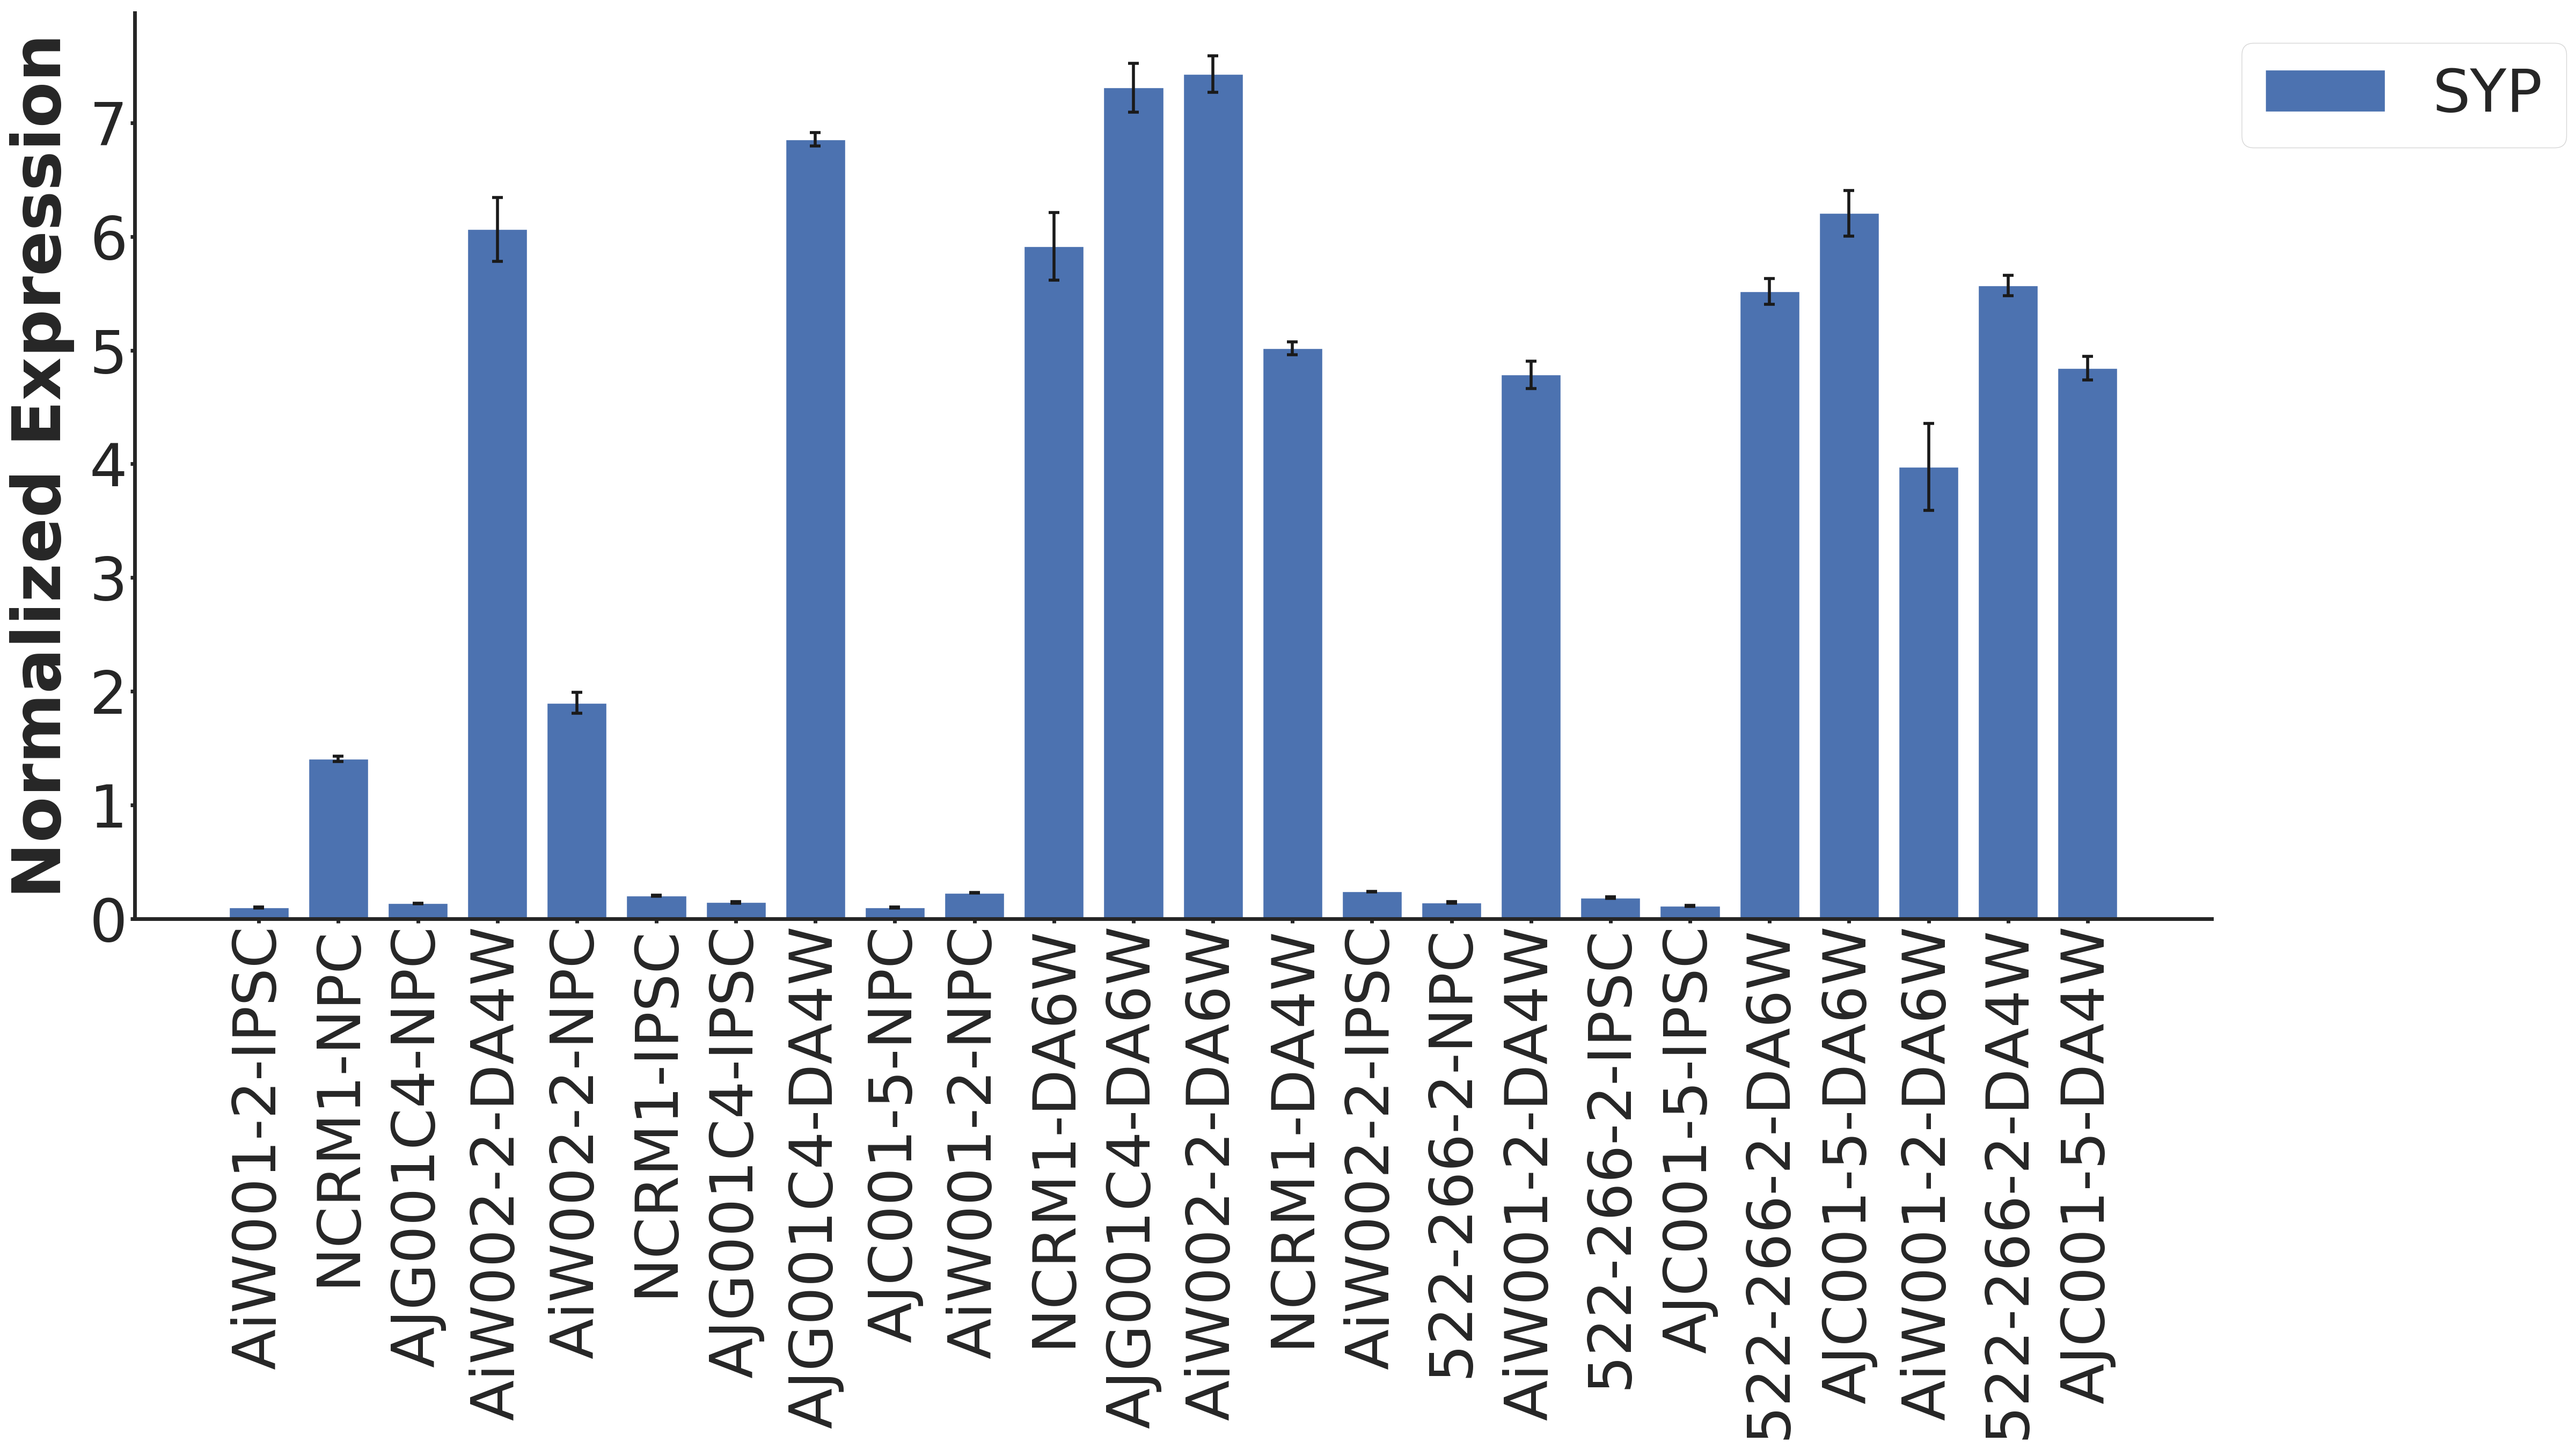 Normalized Expression
7
6
5
4
3
2
1
0
AiW001-2-IPSC
NCRM1-NPC
AJG001C4-NPC
AiW002-2-DA4W
AiW002-2-NPC
NCRM1-IPSC
AJG001C4-IPSC
AJG001C4-DA4W
AJC001-5-NPC
AiW001-2-NPC
NCRM1-DA6W
AJG001C4-DA6W
AiW002-2-DA6W
NCRM1-DA4W
AiW002-2-IPSC
522-266-2-NPC
AiW001-2-DA4W
522-266-2-IPSC
AJC001-5-IPSC
522-266-2-DA6W
AJC001-5-DA6W
AiW001-2-DA6W
522-266-2-DA4W
AJC001-5-DA4W
SYP